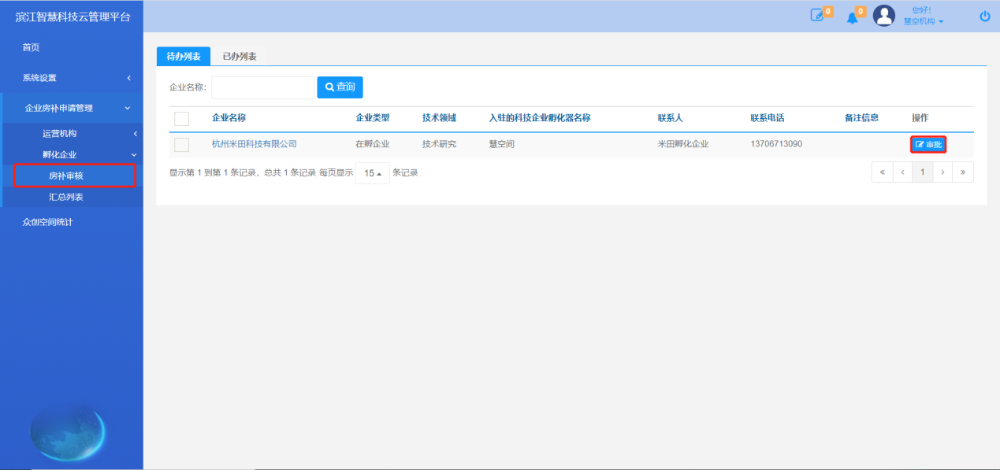 滨江智慧科技云管理平台
0
0
您好!
慧空机构
首页
系统设置
企业房补申请管理
运营机构
孵化企业
房补审核
汇总列表
众创空间统计
待办列表 已办列表
企业名称: 查询
企业名称 企业类型 技术领域 入驻的科技企业孵化器名称 联系人 联系电话 备注信息 操作
杭州米田科技有限公司 在孵企业 技术研究 慧空间 米田孵化企业 13706713090 审批
显示第 1 到第 1 条记录，总共 1 条记录 每页显示 15 条记录
« ‹ 1 › »